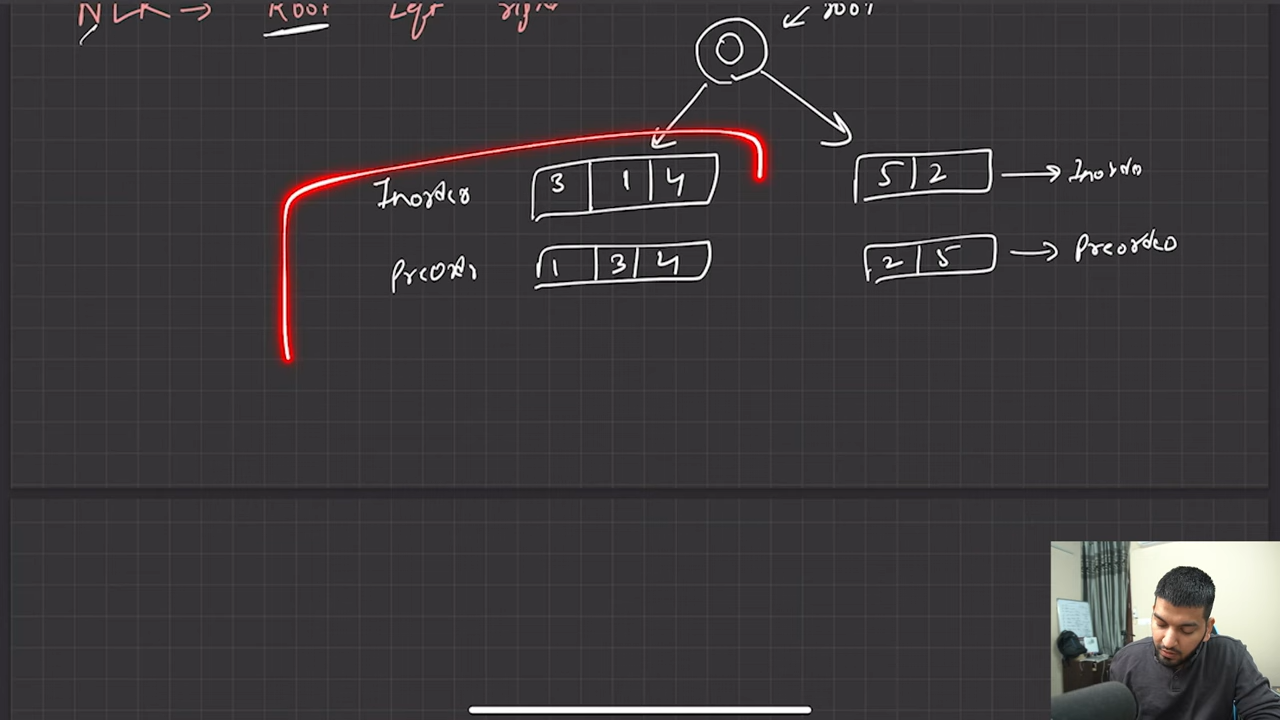 NLR → Root Left right
root
0
Inorder 3 1 4 5 2 → Inorder
Preorder 1 3 4 2 5 → Preorder